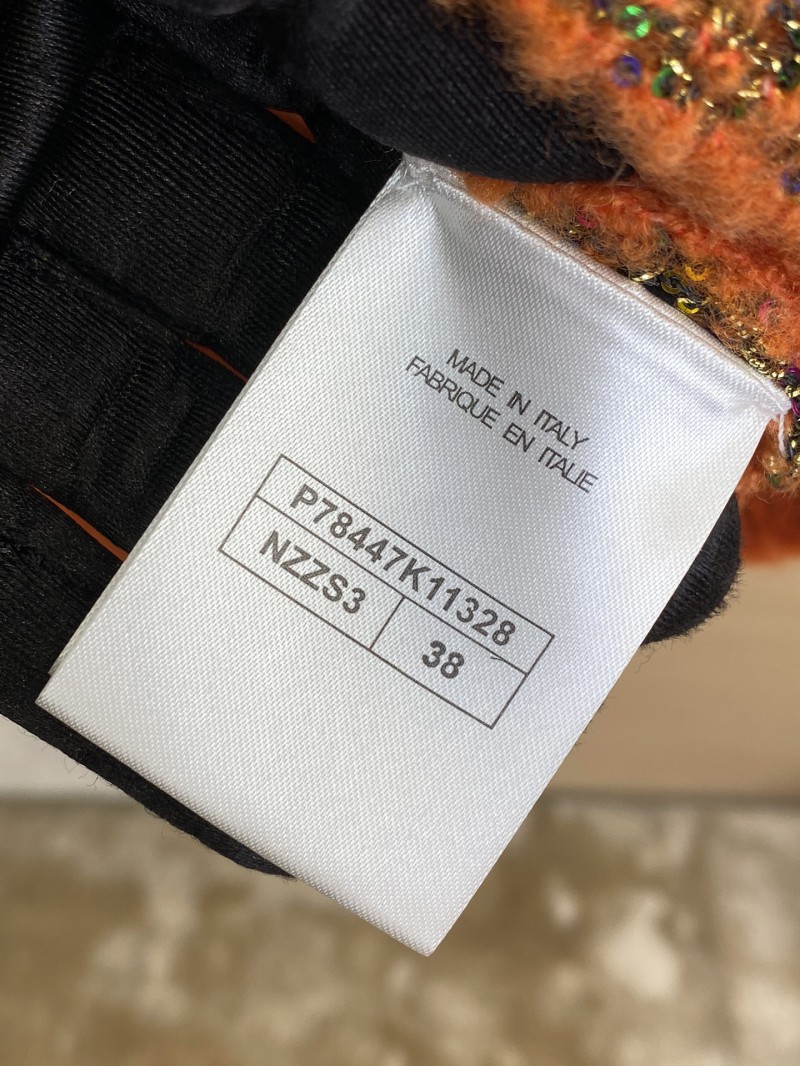 MADE IN ITALY
FABRIQUE EN ITALIE
P78447K11328
NZZS3 38